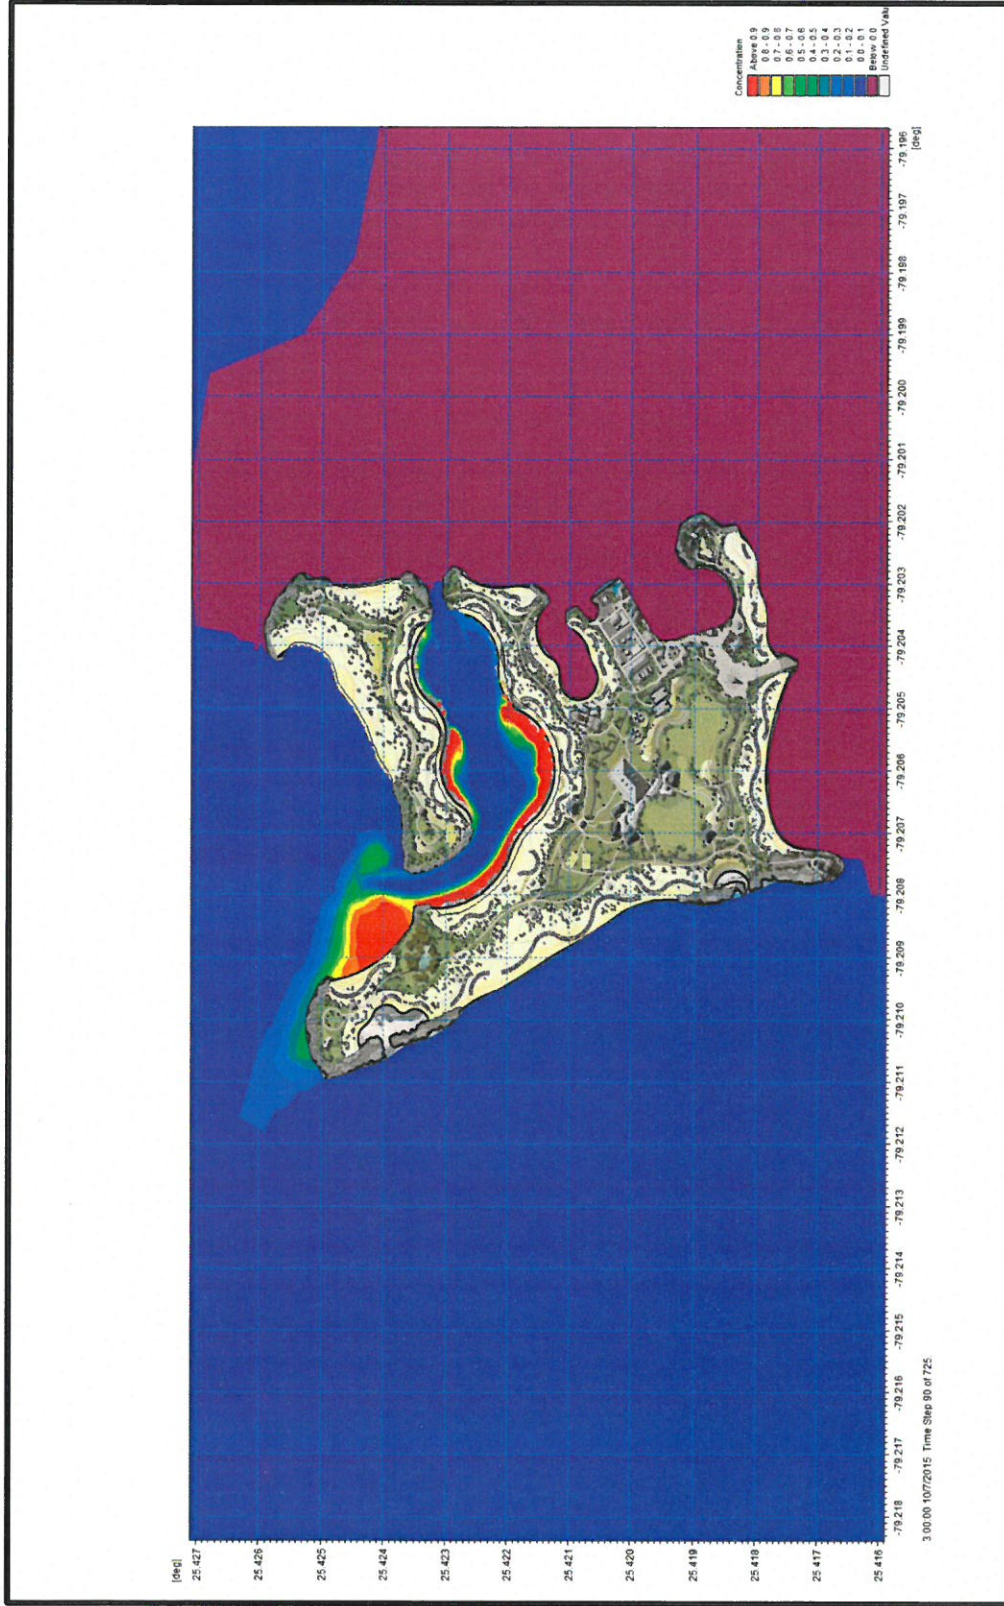 [deg]
25.427
25.426
25.425
25.424
25.423
25.422
25.421
25.420
25.419
25.418
25.417
25.416
-79.218
-79.217
-79.216
-79.215
-79.214
-79.213
-79.212
-79.211
-79.210
-79.209
-79.208
-79.207
-79.206
-79.205
-79.204
-79.203
-79.202
-79.201
-79.200
-79.199
-79.198
-79.197
-79.196
[deg]
3:00:00 10/7/2015 Time Step 90 of 725
Concentration
Above 0.9
0.8 - 0.9
0.7 - 0.8
0.6 - 0.7
0.5 - 0.6
0.4 - 0.5
0.3 - 0.4
0.2 - 0.3
0.1 - 0.2
0.0 - 0.1
Below 0.0
Undefined Valu